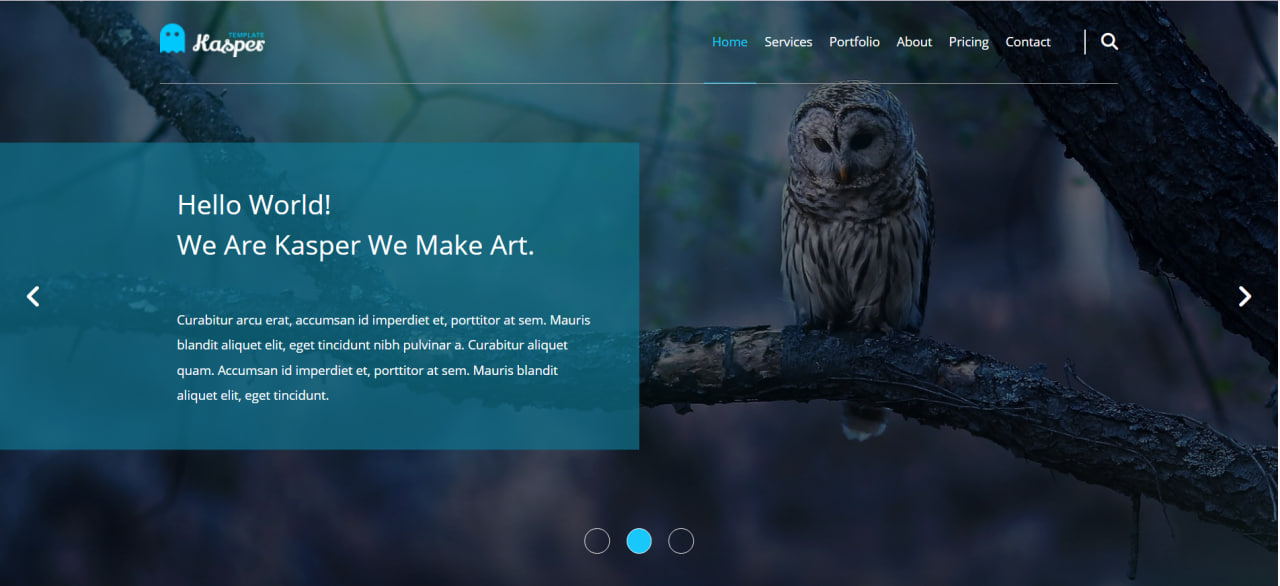 TEMPLATE
Kasper
Home Services Portfolio About Pricing Contact
Hello World!
We Are Kasper We Make Art.
Curabitur arcu erat, accumsan id imperdiet et, porttitor at sem. Mauris
blandit aliquet elit, eget tincidunt nibh pulvinar a. Curabitur aliquet
quam. Accumsan id imperdiet et, porttitor at sem. Mauris blandit
aliquet elit, eget tincidunt.